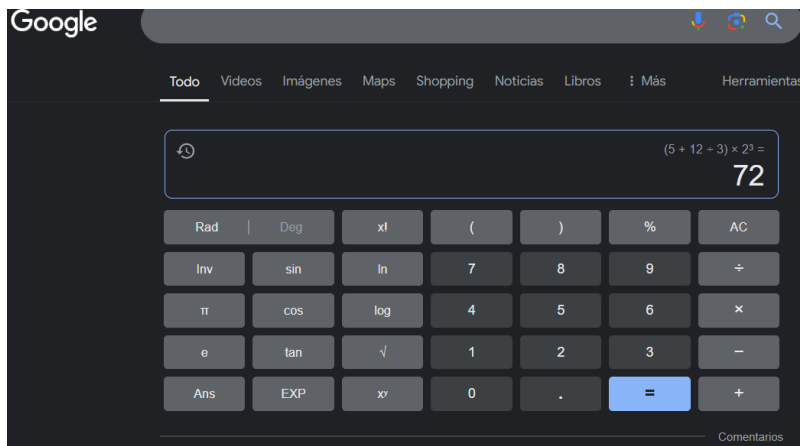 Google
Todo Videos Imágenes Maps Shopping Noticias Libros ⋮ Más Herramientas
(5 + 12 ÷ 3) × 2³ =
72
Rad | Deg x! ( ) % AC
Inv sin ln 7 8 9 ÷
π cos log 4 5 6 ×
e tan √ 1 2 3 −
Ans EXP xʸ 0 . = +
Comentarios